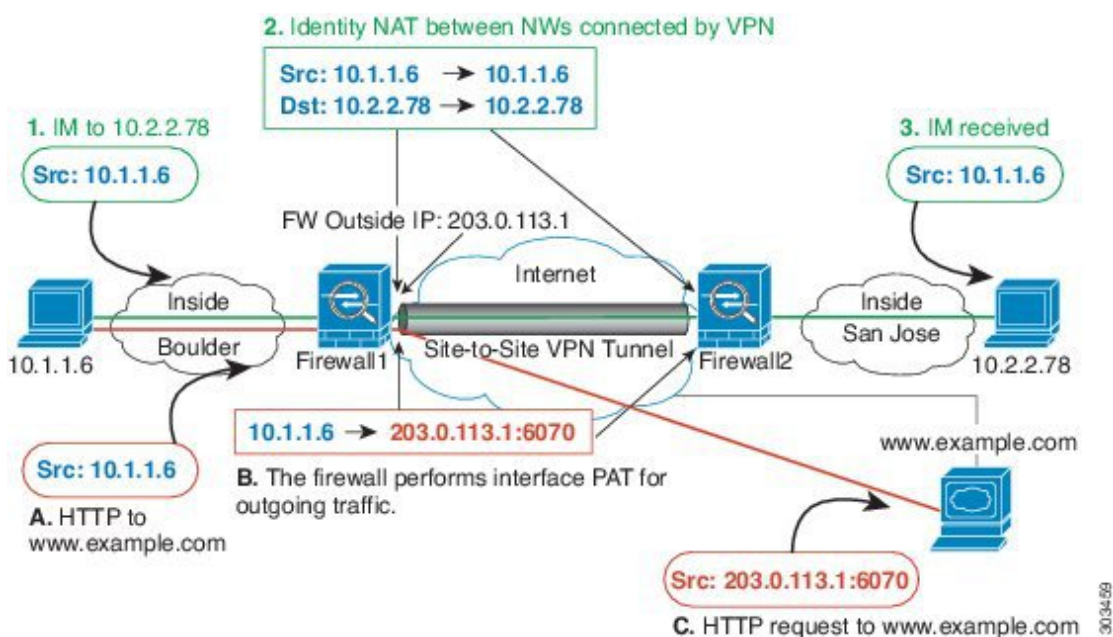 2. Identity NAT between NWs connected by VPN
Src: 10.1.1.6 → 10.1.1.6
Dst: 10.2.2.78 → 10.2.2.78
1. IM to 10.2.2.78
Src: 10.1.1.6
3. IM received
Src: 10.1.1.6
FW Outside IP: 203.0.113.1
Internet
Inside
Boulder
10.1.1.6
Firewall1
Site-to-Site VPN Tunnel
Firewall2
Inside
San Jose
10.2.2.78
10.1.1.6 → 203.0.113.1:6070
B. The firewall performs interface PAT for
outgoing traffic.
Src: 10.1.1.6
A. HTTP to
www.example.com
www.example.com
Src: 203.0.113.1:6070
C. HTTP request to www.example.com
303459